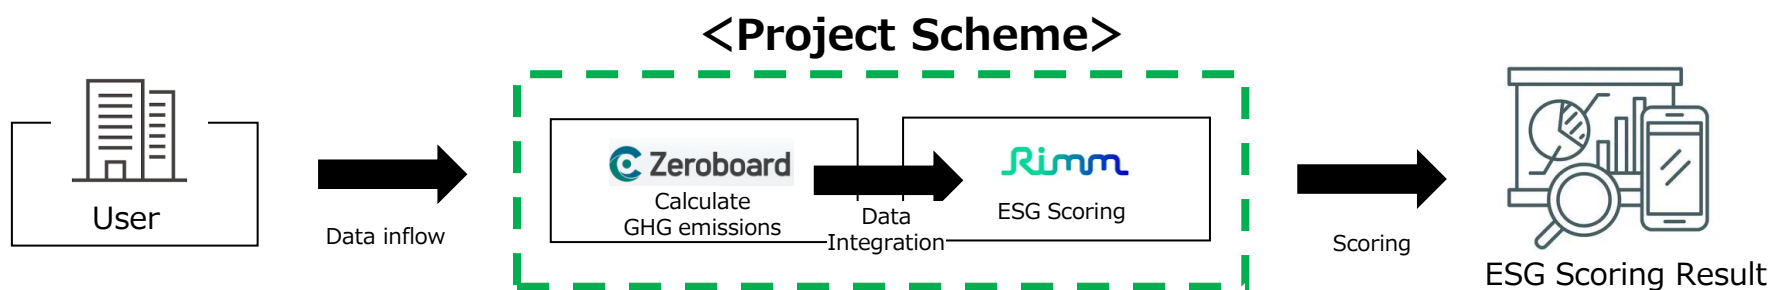 <Project Scheme>
User
Data inflow
Zeroboard
Calculate
GHG emissions
Data
Integration
Rimm
ESG Scoring
Scoring
ESG Scoring Result